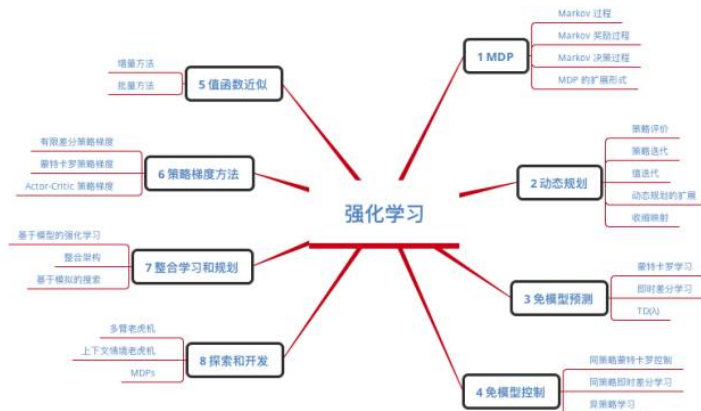 强化学习
1 MDP
Markov 过程
Markov 奖励过程
Markov 决策过程
MDP 的扩展形式
2 动态规划
策略评价
策略迭代
值迭代
动态规划的扩展
收缩映射
3 免模型预测
蒙特卡罗学习
即时差分学习
TD(λ)
4 免模型控制
同策略蒙特卡罗控制
同策略即时差分学习
异策略学习
5 值函数近似
增量方法
批量方法
6 策略梯度方法
有限差分策略梯度
蒙特卡罗策略梯度
Actor-Critic 策略梯度
7 整合学习和规划
基于模型的强化学习
整合架构
基于模拟的搜索
8 探索和开发
多臂老虎机
上下文情境老虎机
MDPs